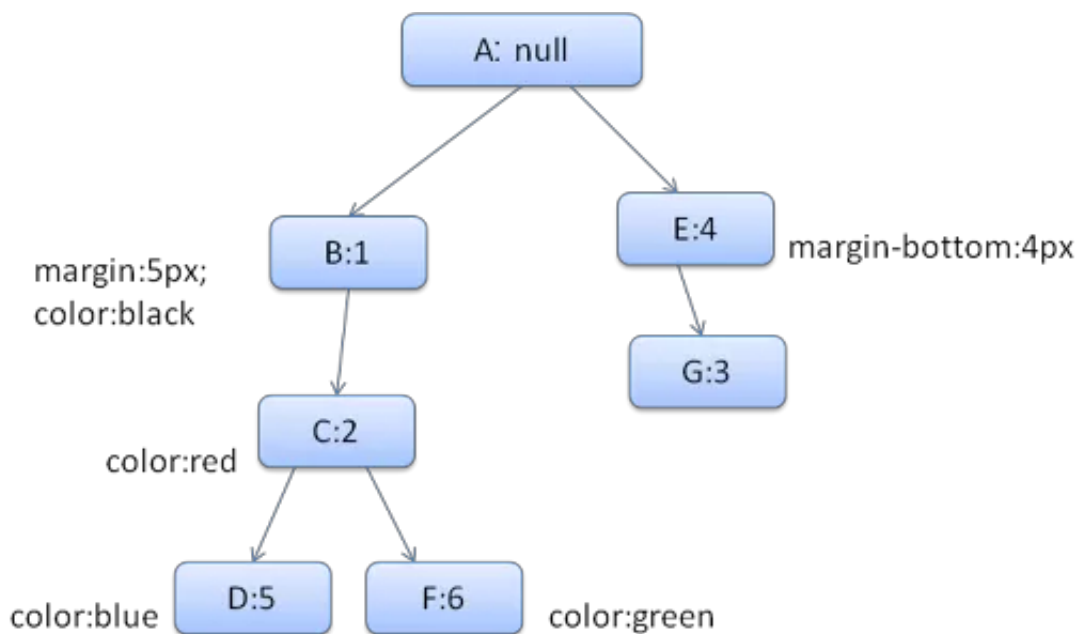 A: null
B:1
E:4
margin-bottom:4px
margin:5px;
color:black
G:3
C:2
color:red
D:5
F:6
color:blue
color:green